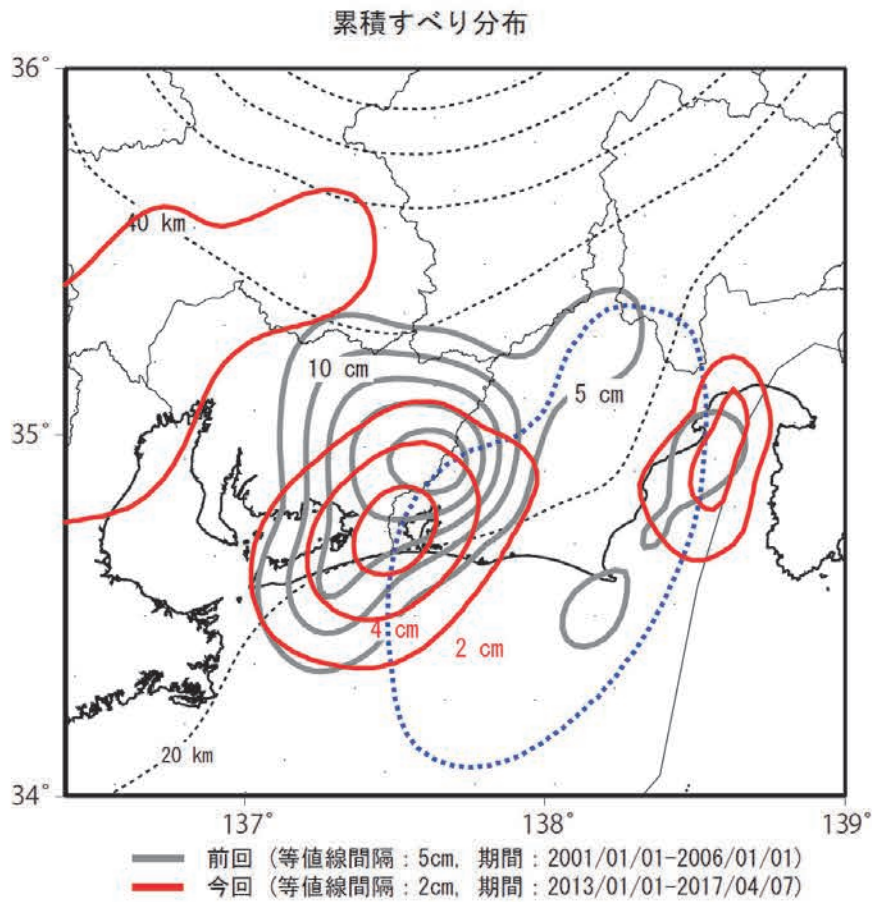 累積すべり分布
36°
40 km
10 cm
5 cm
35°
4 cm
2 cm
20 km
34°
137°
138°
139°
前回 (等値線間隔：5cm, 期間：2001/01/01-2006/01/01)
今回 (等値線間隔：2cm, 期間：2013/01/01-2017/04/07)